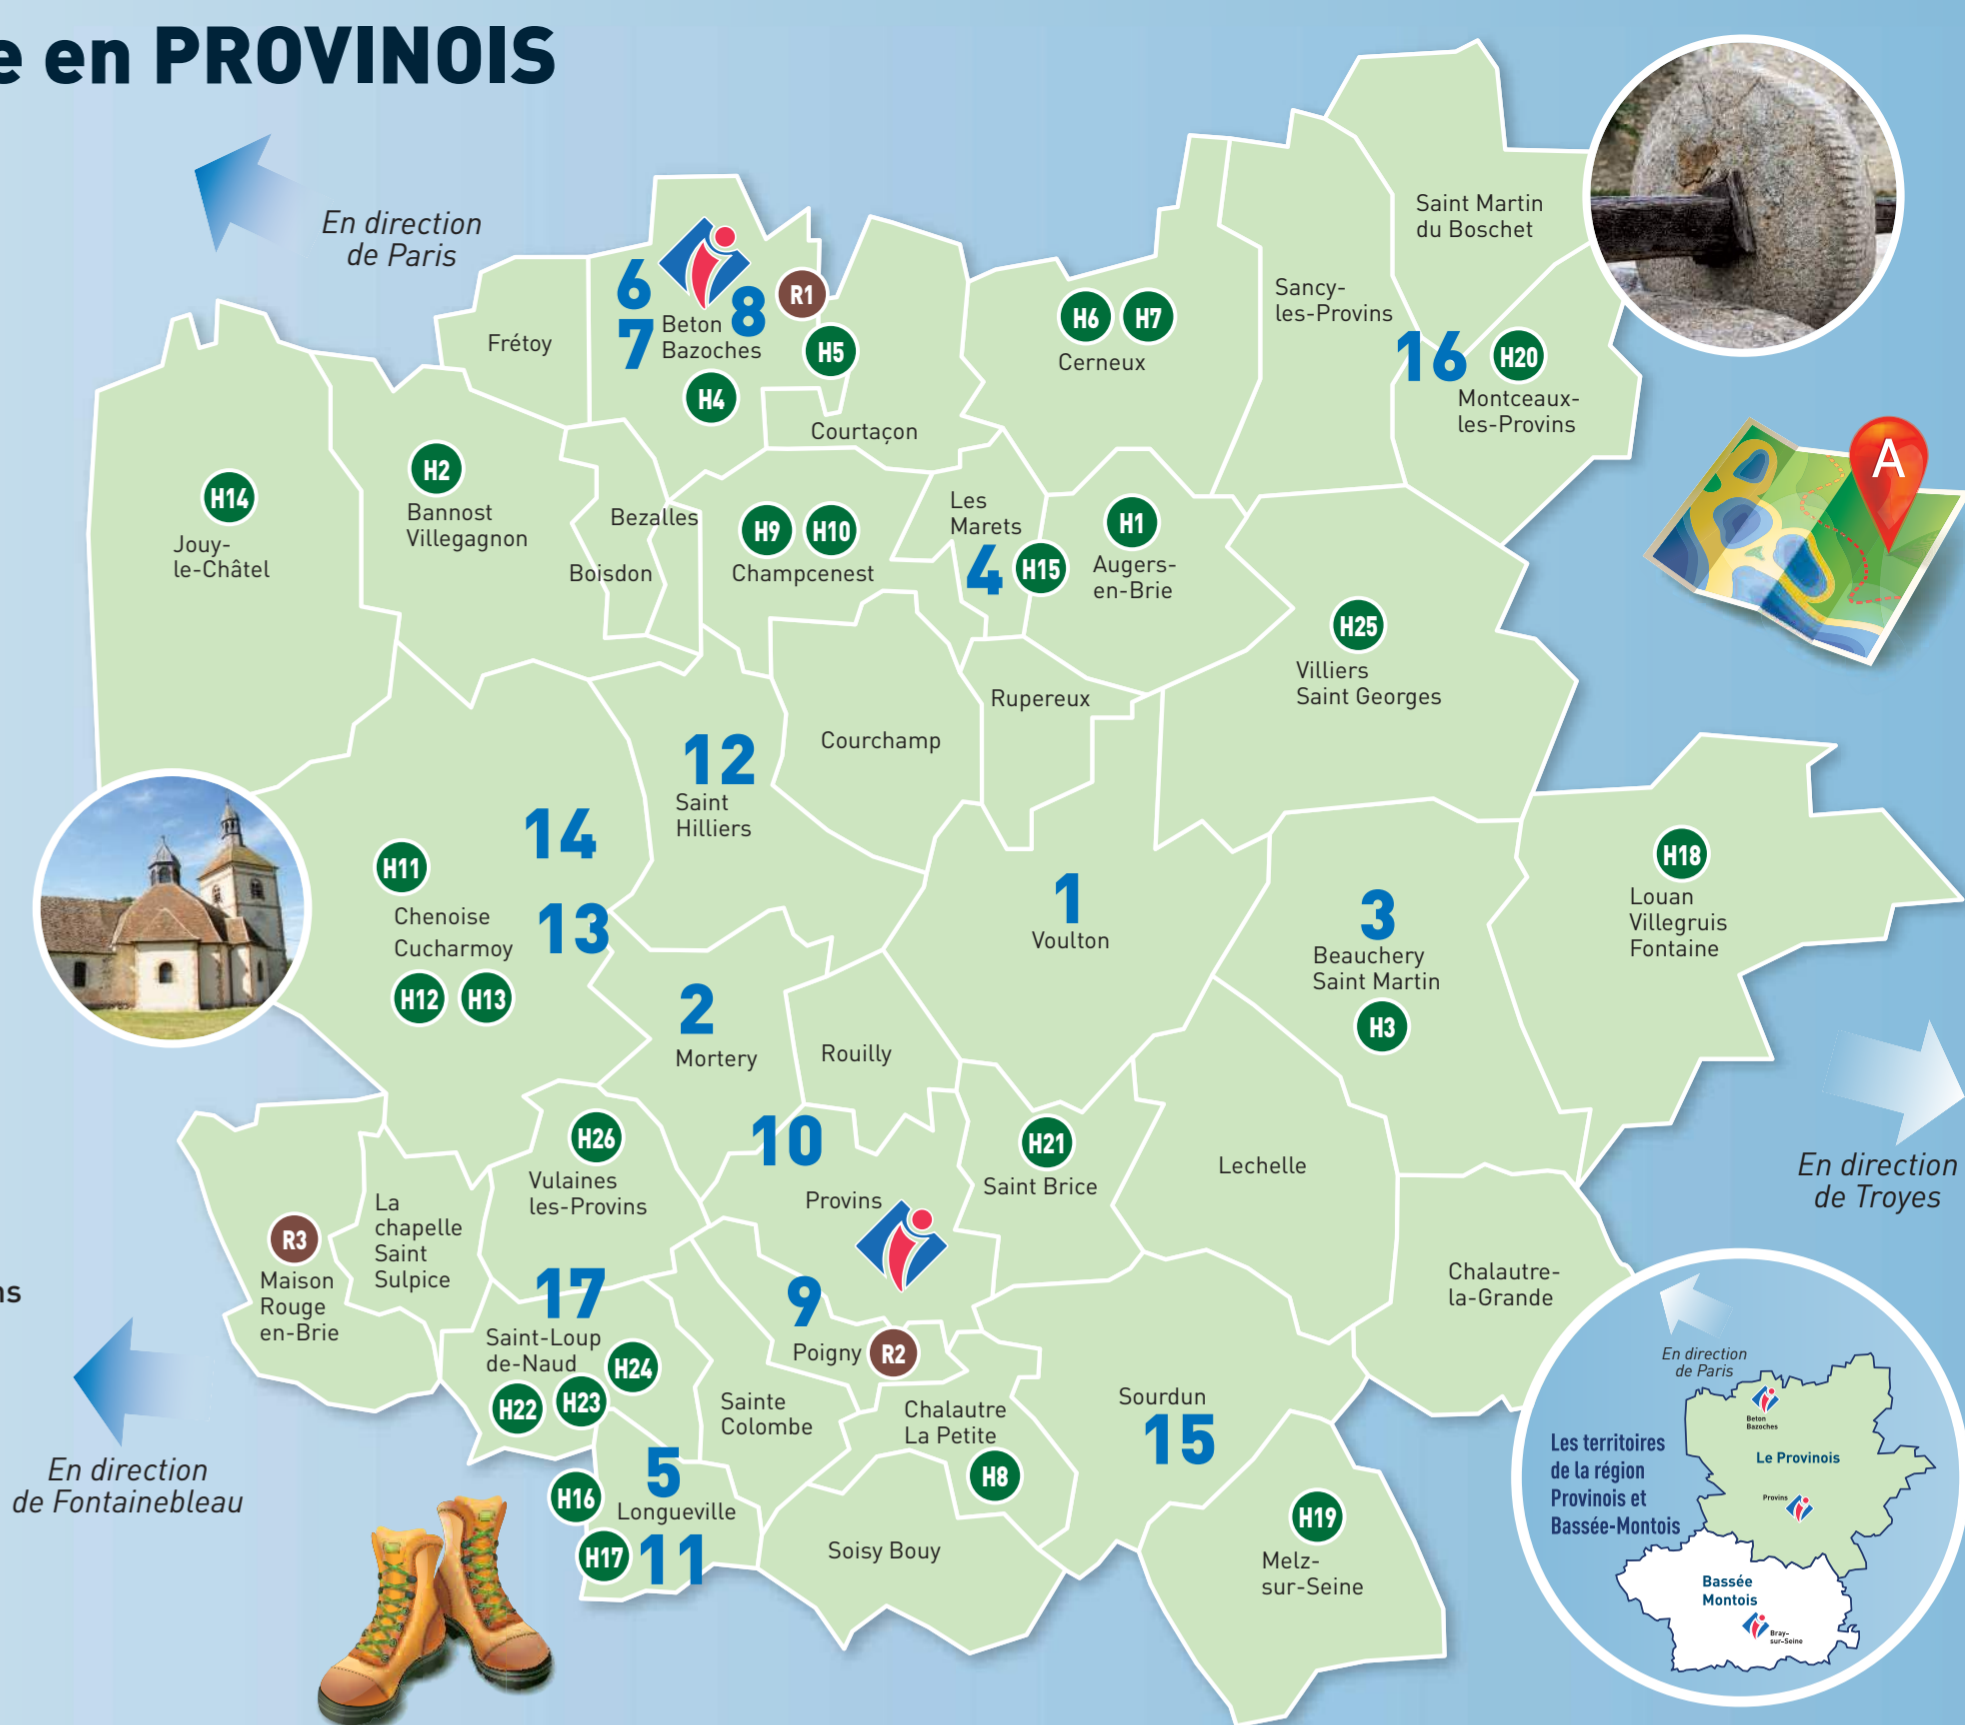 e en PROVINOIS
En direction
de Paris
Saint Martin
du Boschet
Sancy-
les-Provins
6
8
7
Beton
Bazoches
R1
H5
H4
Frétoy
H6 H7
Cerneux
16
H20
Montceaux-
les-Provins
A
Courtaçon
H14
Jouy-
le-Châtel
H2
Bannost
Villegagnon
Bezalles
Boisdon
H9 H10
Champcenest
Les
Marets
4
H15
H1
Augers-
en-Brie
H25
Villiers
Saint Georges
Rupereux
Courchamp
12
Saint
Hilliers
14
H11
Chenoise
Cucharmoy
13
H12 H13
1
Voulton
3
Beauchery
Saint Martin
H3
H18
Louan
Villegruis
Fontaine
2
Mortery
Rouilly
10
Provins
H26
Vulaines
les-Provins
H21
Saint Brice
Lechelle
En direction
de Troyes
La
chapelle
Saint
Sulpice
R3
Maison
Rouge
en-Brie
ns
17
Saint-Loup
de-Naud
H24
H22 H23
9
Poigny R2
Chalautre-
la-Grande
Sainte
Colombe
Chalautre
La Petite
H8
Sourdun
15
En direction
de Fontainebleau
H16
5
Longueville
H17 11
Soisy Bouy
H19
Melz-
sur-Seine
En direction
de Paris
Beton
Bazoches
Les territoires
de la région
Provinois et
Bassée-Montois
Le Provinois
Provins
Bassée
Montois
Bray-
sur-Seine